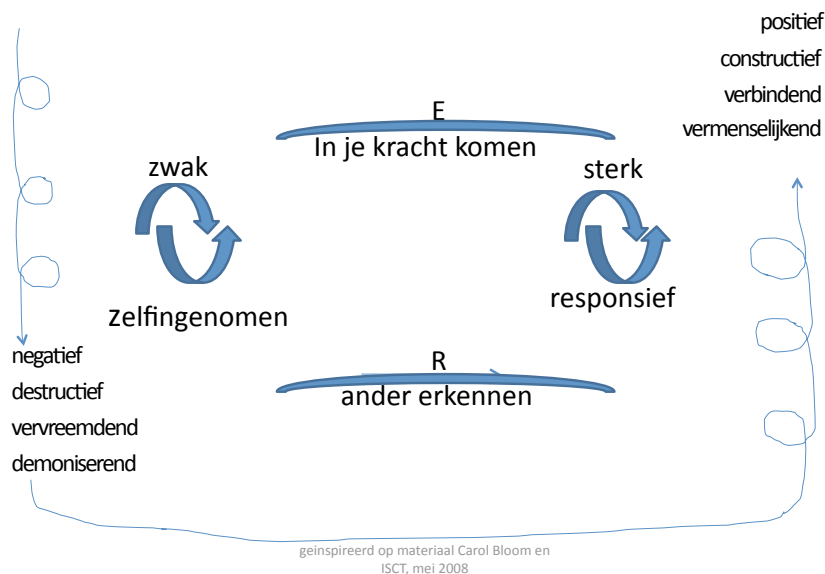 positief
constructief
verbindend
vermenselijkend
E
In je kracht komen
zwak
sterk
zelfingenomen
responsief
negatief
destructief
vervreemdend
demoniserend
R
ander erkennen
geinspireerd op materiaal Carol Bloom en
ISCT, mei 2008